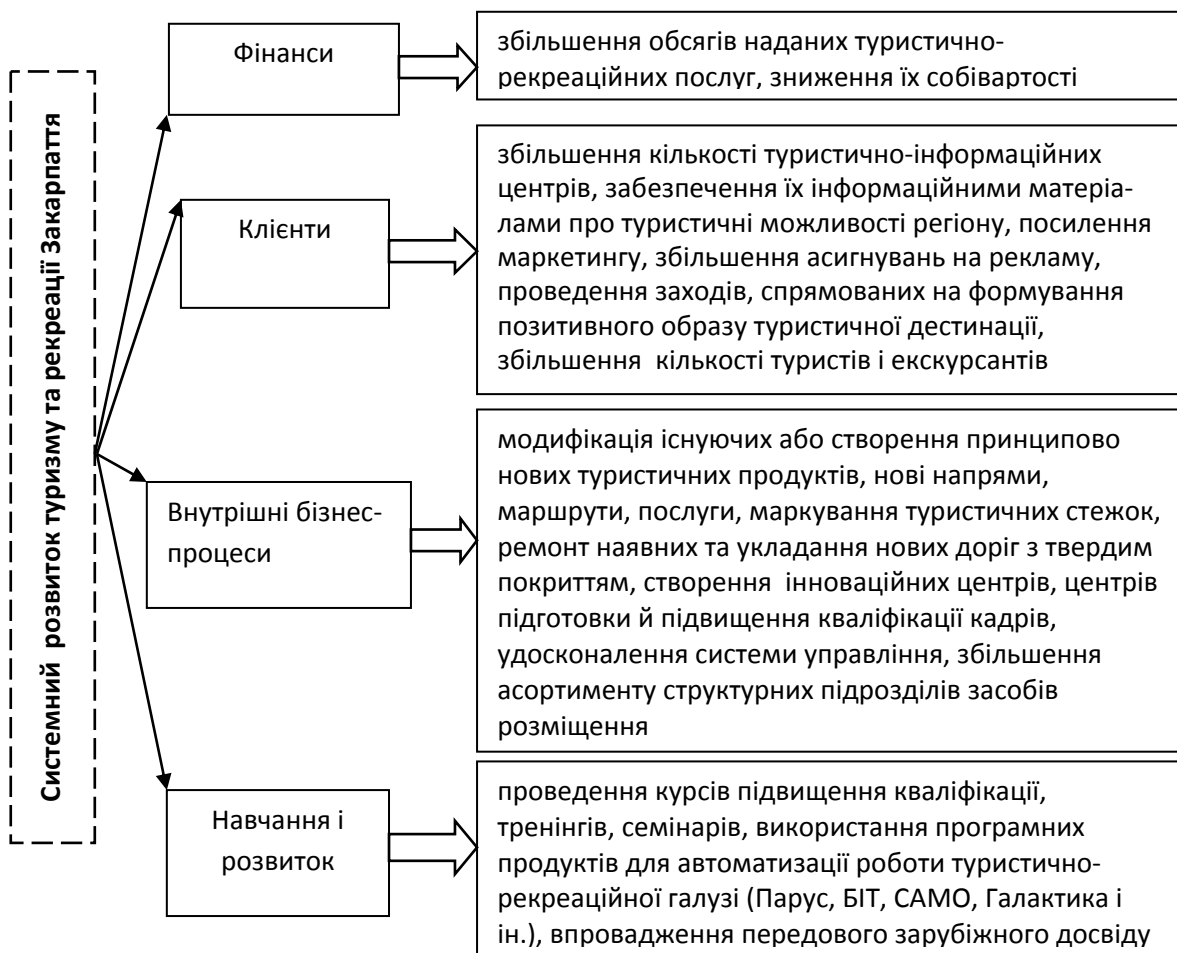 Системний розвиток туризму та рекреації Закарпаття
Фінанси
збільшення обсягів наданих туристично-
рекреаційних послуг, зниження їх собівартості
Клієнти
збільшення кількості туристично-інформаційних
центрів, забезпечення їх інформаційними матеріа-
лами про туристичні можливості регіону, посилення
маркетингу, збільшення асигнувань на рекламу,
проведення заходів, спрямованих на формування
позитивного образу туристичної дестинації,
збільшення кількості туристів і екскурсантів
Внутрішні бізнес-
процеси
модифікація існуючих або створення принципово
нових туристичних продуктів, нові напрями,
маршрути, послуги, маркування туристичних стежок,
ремонт наявних та укладання нових доріг з твердим
покриттям, створення інноваційних центрів, центрів
підготовки й підвищення кваліфікації кадрів,
удосконалення системи управління, збільшення
асортименту структурних підрозділів засобів
розміщення
Навчання і
розвиток
проведення курсів підвищення кваліфікації,
тренінгів, семінарів, використання програмних
продуктів для автоматизації роботи туристично-
рекреаційної галузі (Парус, БІТ, САМО, Галактика і
ін.), впровадження передового зарубіжного досвіду